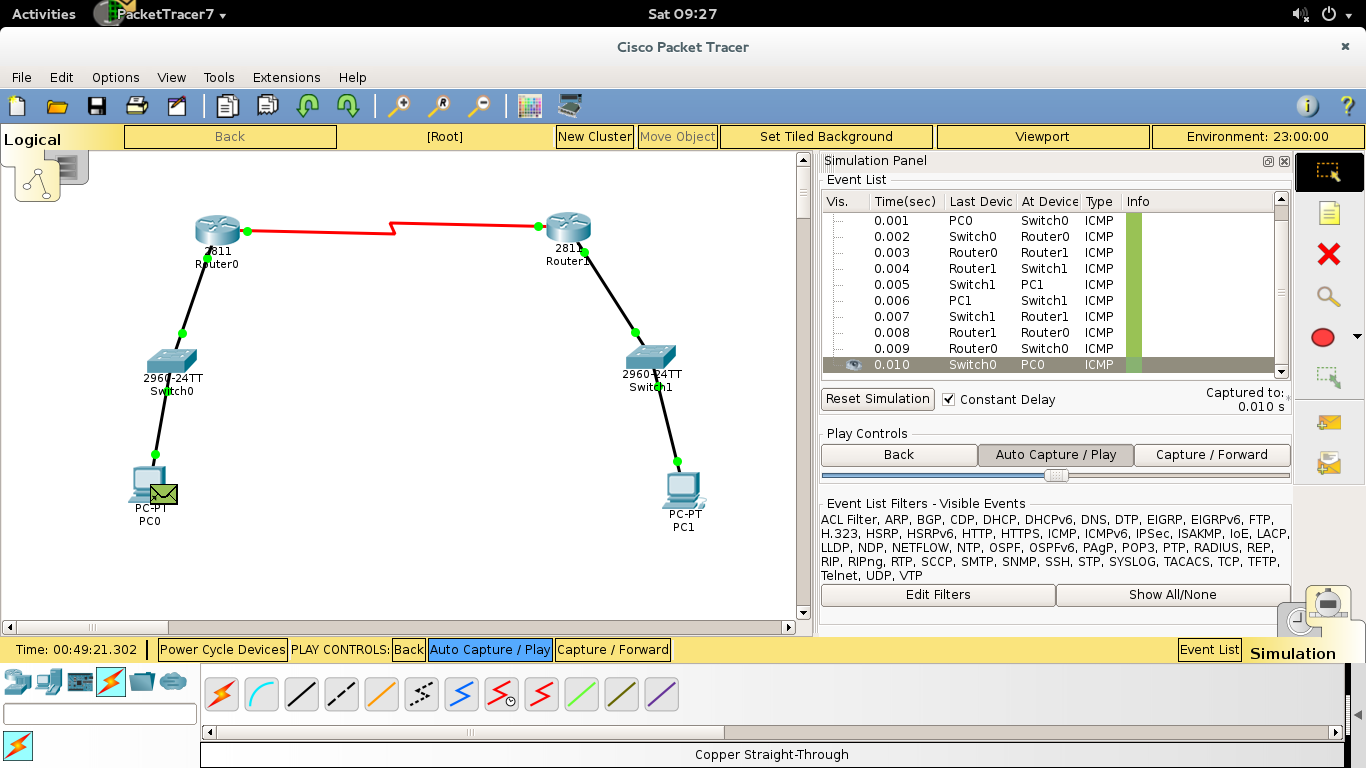 Activities PacketTracer7 Sat 09:27
Cisco Packet Tracer
File Edit Options View Tools Extensions Help
Logical Back [Root] New Cluster Move Object Set Tiled Background Viewport Environment: 23:00:00
2811
Router0
2811
Router1
2960-24TT
Switch0
2960-24TT
Switch1
PC-PT
PC0
PC-PT
PC1
Simulation Panel
Event List
Vis. Time(sec) Last Devic At Device Type Info
0.001 PC0 Switch0 ICMP
0.002 Switch0 Router0 ICMP
0.003 Router0 Router1 ICMP
0.004 Router1 Switch1 ICMP
0.005 Switch1 PC1 ICMP
0.006 PC1 Switch1 ICMP
0.007 Switch1 Router1 ICMP
0.008 Router1 Router0 ICMP
0.009 Router0 Switch0 ICMP
0.010 Switch0 PC0 ICMP
Reset Simulation Constant Delay Captured to: *
0.010 s
Play Controls
Back Auto Capture / Play Capture / Forward
Event List Filters - Visible Events
ACL Filter, ARP, BGP, CDP, DHCP, DHCPv6, DNS, DTP, EIGRP, EIGRPv6, FTP,
H.323, HSRP, HSRPv6, HTTP, HTTPS, ICMP, ICMPv6, IPSec, ISAKMP, IoE, LACP,
LLDP, NDP, NETFLOW, NTP, OSPF, OSPFv6, PAgP, POP3, PTP, RADIUS, REP,
RIP, RIPng, RTP, SCCP, SMTP, SNMP, SSH, STP, SYSLOG, TACACS, TCP, TFTP,
Telnet, UDP, VTP
Edit Filters Show All/None
Time: 00:49:21.302 Power Cycle Devices PLAY CONTROLS: Back Auto Capture / Play Capture / Forward Event List Simulation
Copper Straight-Through